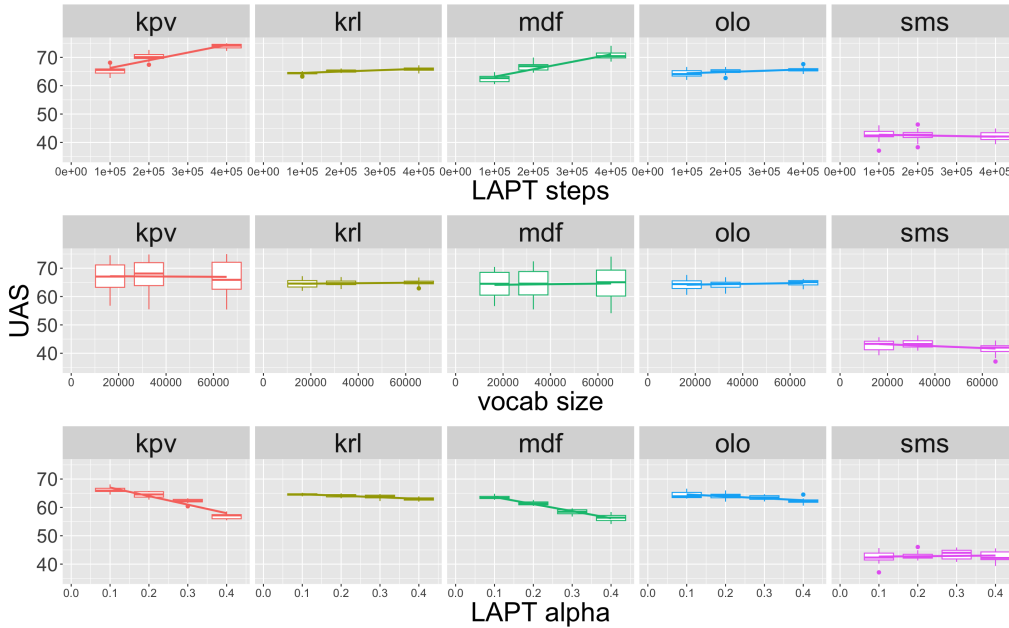 kpv krl mdf olo sms
70
60
50
40
0e+00 1e+05 2e+05 3e+05 4e+05 0e+00 1e+05 2e+05 3e+05 4e+05 0e+00 1e+05 2e+05 3e+05 4e+05 0e+00 1e+05 2e+05 3e+05 4e+05 0e+00 1e+05 2e+05 3e+05 4e+05
LAPT steps
kpv krl mdf olo sms
UAS
70
60
50
40
0 20000 40000 60000 0 20000 40000 60000 0 20000 40000 60000 0 20000 40000 60000 0 20000 40000 60000
vocab size
kpv krl mdf olo sms
70
60
50
40
0.0 0.1 0.2 0.3 0.4 0.0 0.1 0.2 0.3 0.4 0.0 0.1 0.2 0.3 0.4 0.0 0.1 0.2 0.3 0.4 0.0 0.1 0.2 0.3 0.4
LAPT alpha